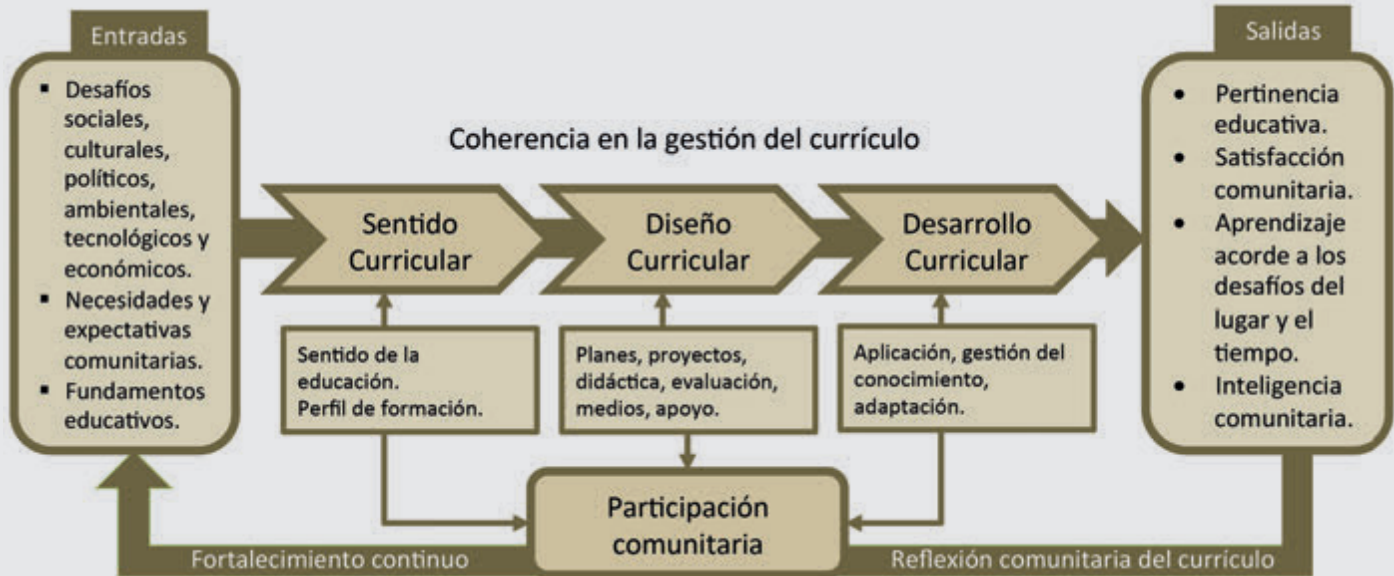 Entradas
▪ Desafíos
sociales,
culturales,
políticos,
ambientales,
tecnológicos y
económicos.
▪ Necesidades y
expectativas
comunitarias.
▪ Fundamentos
educativos.
Coherencia en la gestión del currículo
Sentido
Curricular
Diseño
Curricular
Desarrollo
Curricular
Sentido de la
educación.
Perfil de formación.
Planes, proyectos,
didáctica, evaluación,
medios, apoyo.
Aplicación, gestión del
conocimiento,
adaptación.
Participación
comunitaria
Salidas
• Pertinencia
educativa.
• Satisfacción
comunitaria.
• Aprendizaje
acorde a los
desafíos del
lugar y el
tiempo.
• Inteligencia
comunitaria.
Fortalecimiento continuo
Reflexión comunitaria del currículo